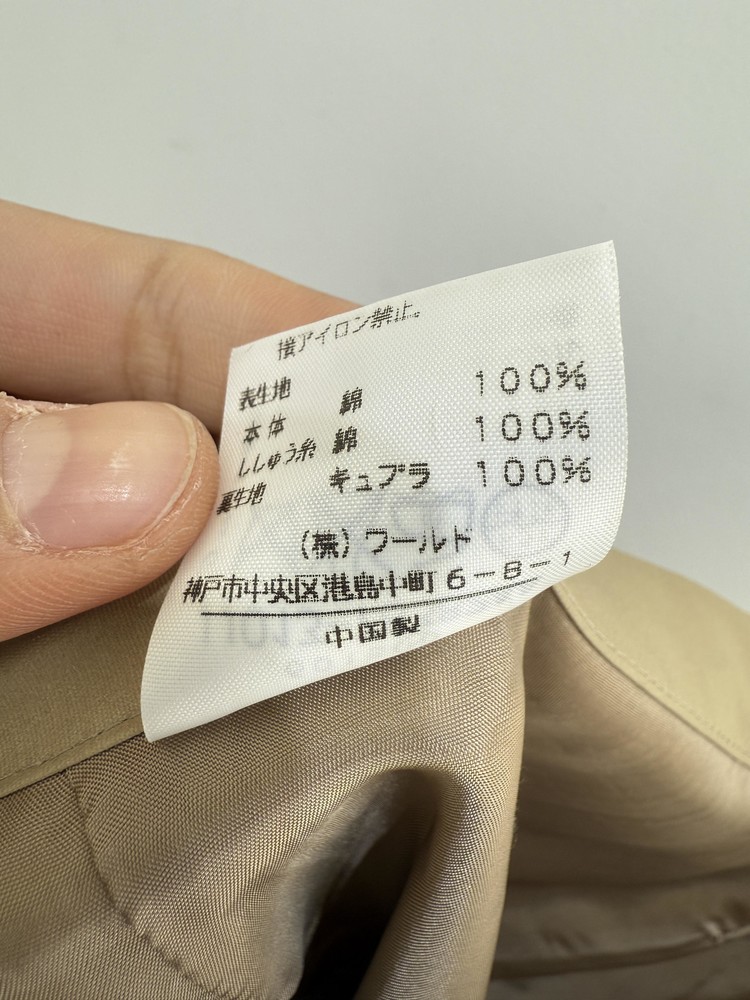 接アイロン禁止。
表生地
本体 綿 100%
ししゅう糸 綿 100%
裏生地 キュプラ 100%
(株)ワールド
神戸市中央区港島中町6-8-1
中国製